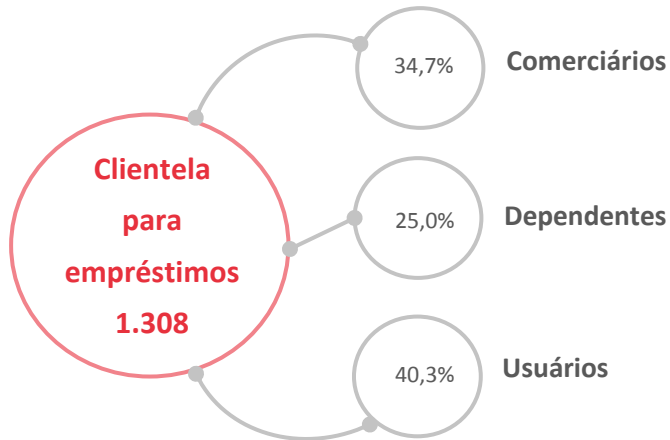 Clientela
para
empréstimos
1.308
34,7%
Comerciários
25,0%
Dependentes
40,3%
Usuários